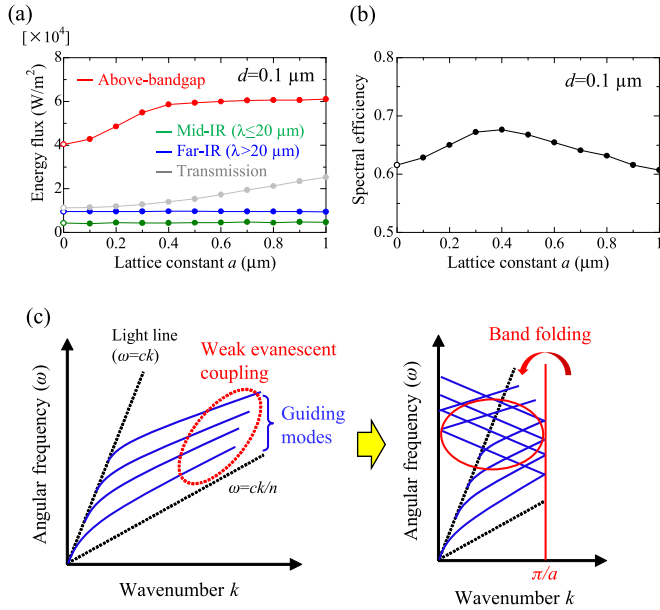 (a)
[×10⁴]
Energy flux (W/m²)
10
8
6
4
2
0
Above-bandgap
d=0.1 μm
Mid-IR (λ≤20 μm)
Far-IR (λ>20 μm)
Transmission
0 0.2 0.4 0.6 0.8 1
Lattice constant a (μm)
(b)
Spectral efficiency
0.8
0.7
0.6
0.5
d=0.1 μm
0 0.2 0.4 0.6 0.8 1
Lattice constant a (μm)
(c)
Angular frequency (ω)
Light line
(ω=ck)
Weak evanescent
coupling
Guiding
modes
ω=ck/n
Wavenumber k
Angular frequency (ω)
Band folding
π/a
Wavenumber k